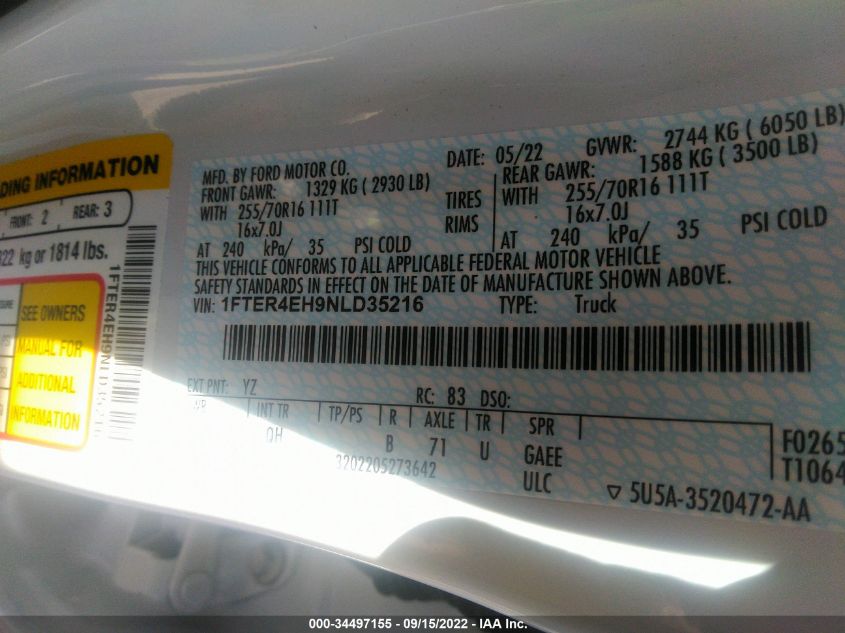 DING INFORMATION
FRONT: 2 REAR: 3
822 kg or 1814 lbs.
SEE OWNERS
MANUAL FOR
ADDITIONAL
INFORMATION
1FTER4EH9NLD35216
MFD. BY FORD MOTOR CO. DATE: 05/22 GVWR: 2744 KG ( 6050 LB)
FRONT GAWR: 1329 KG ( 2930 LB) REAR GAWR: 1588 KG ( 3500 LB)
WITH 255/70R16 111T TIRES WITH 255/70R16 111T
16x7.0J RIMS 16x7.0J
AT 240 kPa/ 35 PSI COLD AT 240 kPa/ 35 PSI COLD
THIS VEHICLE CONFORMS TO ALL APPLICABLE FEDERAL MOTOR VEHICLE
SAFETY STANDARDS IN EFFECT ON THE DATE OF MANUFACTURE SHOWN ABOVE.
VIN: 1FTER4EH9NLD35216 TYPE: Truck
EXT PNT: YZ RC: 83 DSO:
WB INT TR TP/PS R AXLE TR SPR
QH B 71 U GAEE
3202205273642 ULC
F0265
T1064
5U5A-3520472-AA
000-34497155 - 09/15/2022 - IAA Inc.